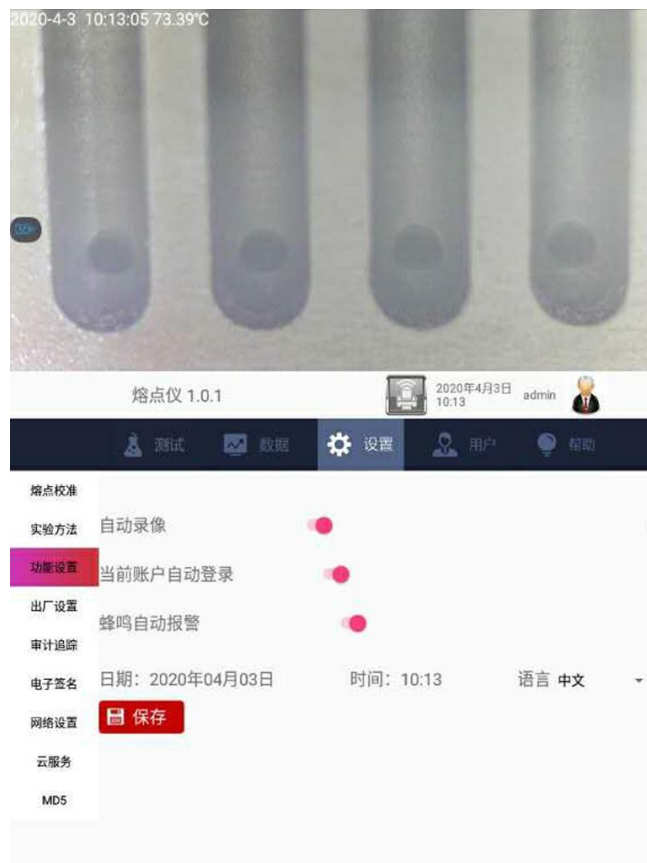 2020-4-3 10:13:05 73.39℃
熔点仪 1.0.1
2020年4月3日
10:13
admin
测试
数据
设置
用户
帮助
熔点校准
实验方法
功能设置
出厂设置
审计追踪
电子签名
网络设置
云服务
MD5
自动录像
当前账户自动登录
蜂鸣自动报警
日期：2020年04月03日
时间：10:13
语言 中文
保存